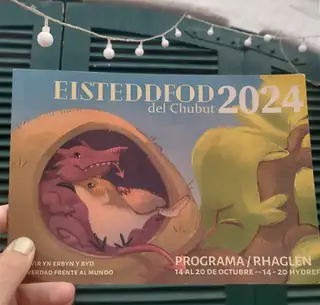 EISTEDDFOD
del Chubut 2024
YN ERBYN Y BYD
VERDAD FRENTE AL MUNDO
PROGRAMA / RHAGLEN
14 AL 20 DE OCTUBRE — 14 - 20 HYDREF